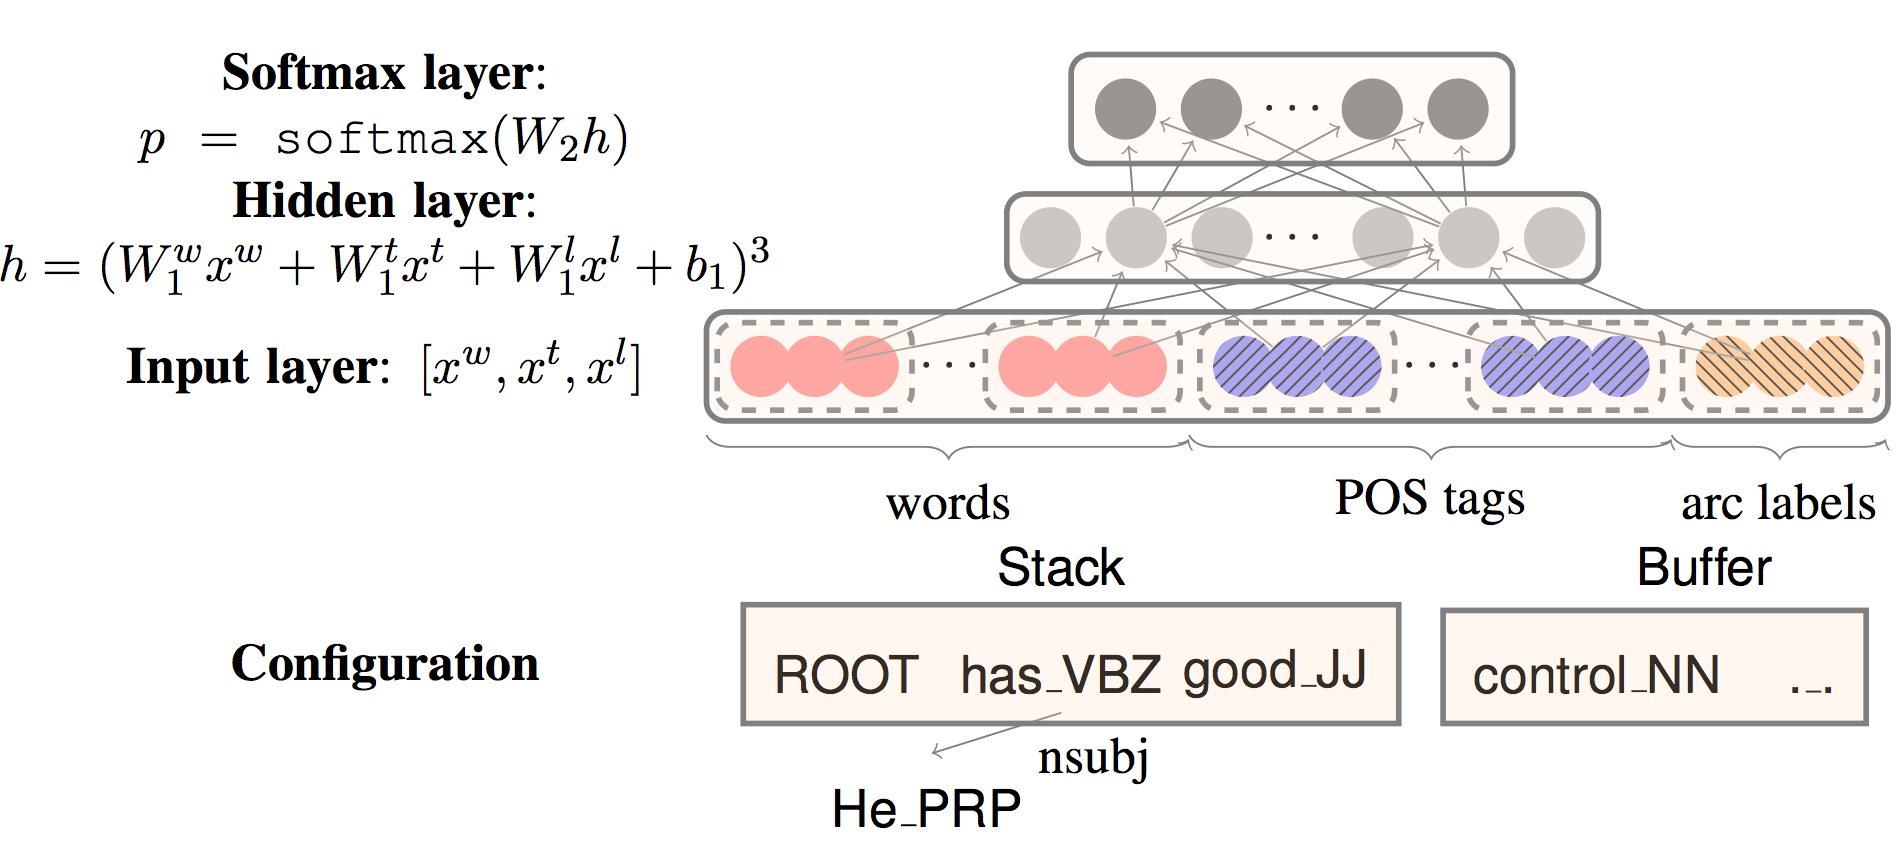 Softmax layer:
p = softmax(W₂h)
Hidden layer:
h = (W₁ʷxʷ + W₁ᵗxᵗ + W₁ˡxˡ + b₁)³
Input layer: [xʷ, xᵗ, xˡ]
· · ·
· · ·
· · · · · ·
words POS tags arc labels
Stack Buffer
Configuration ROOT has_VBZ good_JJ control_NN ._.
nsubj
He_PRP